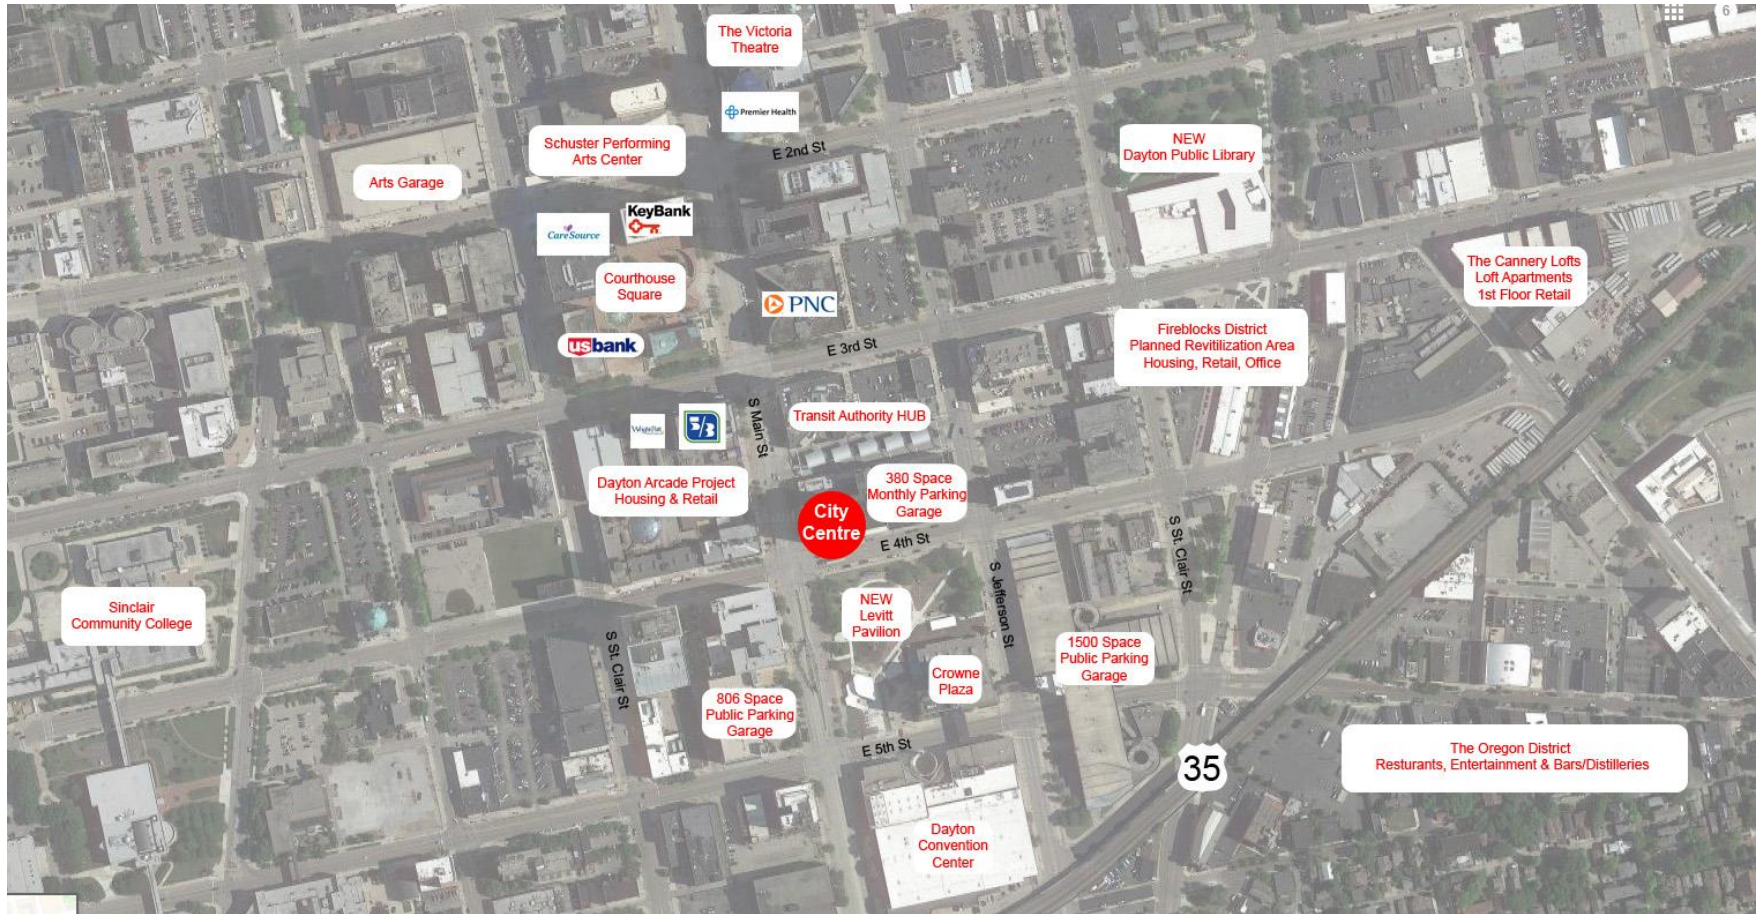 6
The Victoria
Theatre
Premier Health
E 2nd St
Schuster Performing
Arts Center
NEW
Dayton Public Library
Arts Garage
KeyBank
CareSource
Courthouse
Square
The Cannery Lofts
Loft Apartments
1st Floor Retail
PNC
usbank
E 3rd St
Fireblocks District
Planned Revitilization Area
Housing, Retail, Office
S Main St
Transit Authority HUB
5/3
Dayton Arcade Project
Housing & Retail
380 Space
Monthly Parking
Garage
City
Centre
E 4th St
S St. Clair St
S Jefferson St
Sinclair
Community College
NEW
Levitt
Pavilion
S St. Clair St
1500 Space
Public Parking
Garage
Crowne
Plaza
806 Space
Public Parking
Garage
E 5th St
35
The Oregon District
Resturants, Entertainment & Bars/Distilleries
Dayton
Convention
Center